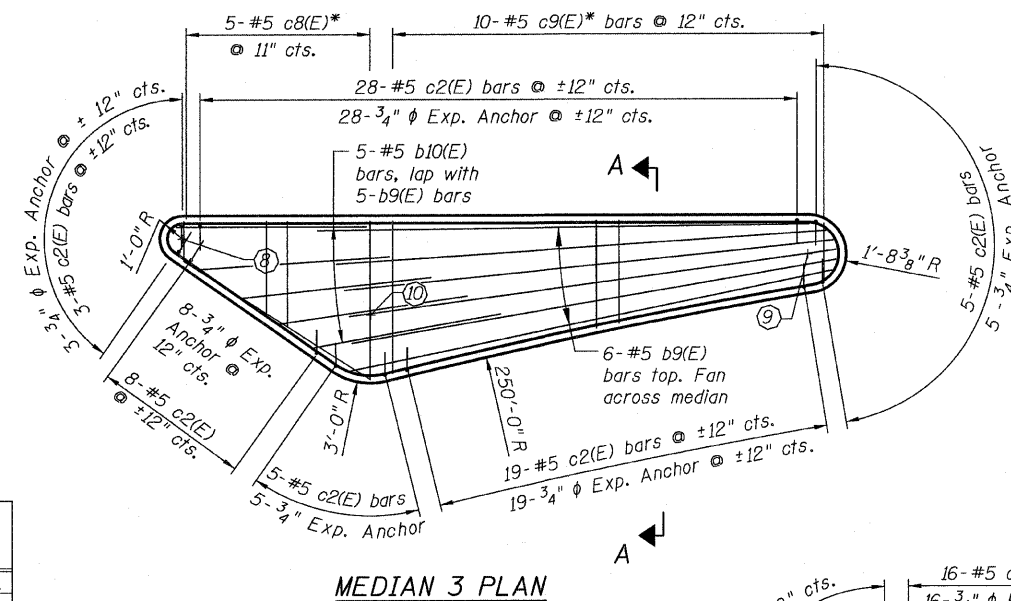 5-#5 c8(E)*
@ 11" cts.
10-#5 c9(E)* bars @ 12" cts.
28-#5 c2(E) bars @ ±12" cts.
28-3/4" ϕ Exp. Anchor @ ±12" cts.
3-3/4" ϕ Exp. Anchor @ ± 12" cts.
3-#5 c2(E) bars @ ±12" cts.
5-#5 b10(E)
bars, lap with
5-b9(E) bars
A
5-#5 c2(E) bars
5-3/4" ϕ Exp. Anchor
1'-0"R
8
10
9
1'-8 3/8"R
8-3/4" ϕ Exp.
Anchor @
12" cts.
8-#5 c2(E)
@ ±12" cts.
3'-0"R
250'-0"R
6-#5 b9(E)
bars top. Fan
across median
19-#5 c2(E) bars @ ±12" cts.
19-3/4" ϕ Exp. Anchor @ ±12" cts.
5-#5 c2(E) bars
5-3/4" Exp. Anchor
A
MEDIAN 3 PLAN
cts.
16-#5
16-3/4" ϕ